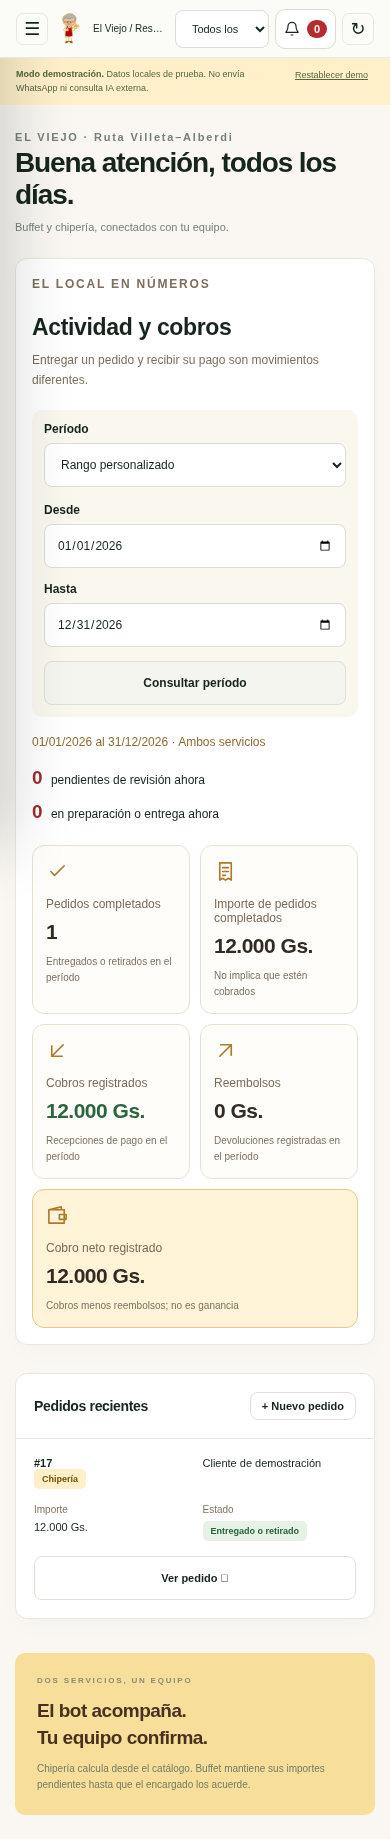 ☰ El Viejo / Res… Todos los 0 ↻
Modo demostración. Datos locales de prueba. No envía
WhatsApp ni consulta IA externa.
Restablecer demo
EL VIEJO · Ruta Villeta–Alberdi
Buena atención, todos los
días.
Buffet y chipería, conectados con tu equipo.
EL LOCAL EN NÚMEROS
Actividad y cobros
Entregar un pedido y recibir su pago son movimientos
diferentes.
Período
Rango personalizado
Desde
01/01/2026
Hasta
12/31/2026
Consultar período
01/01/2026 al 31/12/2026 · Ambos servicios
0 pendientes de revisión ahora
0 en preparación o entrega ahora
Pedidos completados
1
Entregados o retirados en el
período
Importe de pedidos
completados
12.000 Gs.
No implica que estén
cobrados
Cobros registrados
12.000 Gs.
Recepciones de pago en el
período
Reembolsos
0 Gs.
Devoluciones registradas en
el período
Cobro neto registrado
12.000 Gs.
Cobros menos reembolsos; no es ganancia
Pedidos recientes
+ Nuevo pedido
#17
Chipería
Cliente de demostración
Importe
12.000 Gs.
Estado
Entregado o retirado
Ver pedido
DOS SERVICIOS, UN EQUIPO
El bot acompaña.
Tu equipo confirma.
Chipería calcula desde el catálogo. Buffet mantiene sus importes
pendientes hasta que el encargado los acuerde.